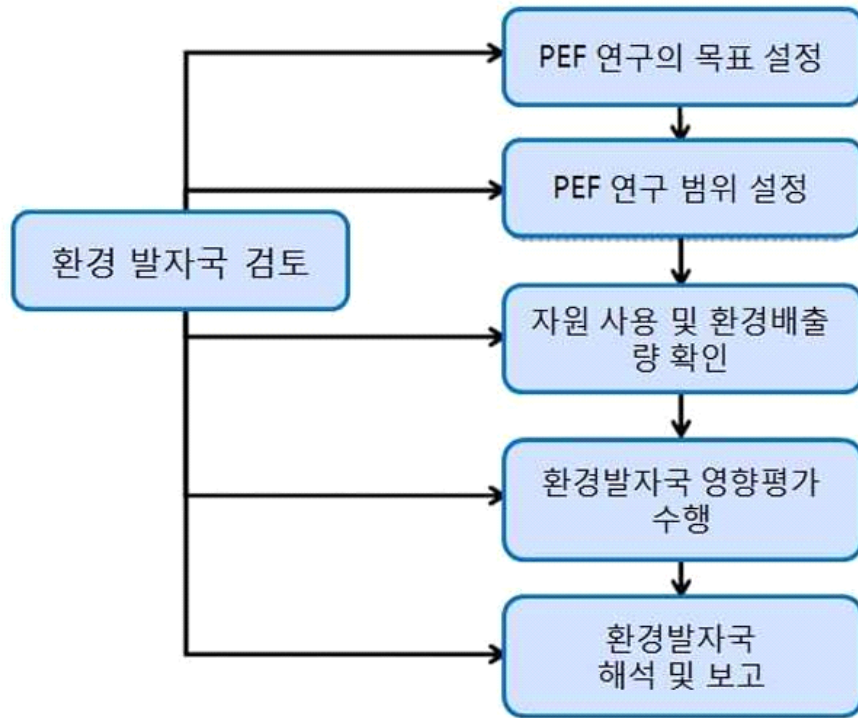 PEF 연구의 목표 설정
PEF 연구 범위 설정
환경 발자국 검토
자원 사용 및 환경배출
량 확인
환경발자국 영향평가
수행
환경발자국
해석 및 보고